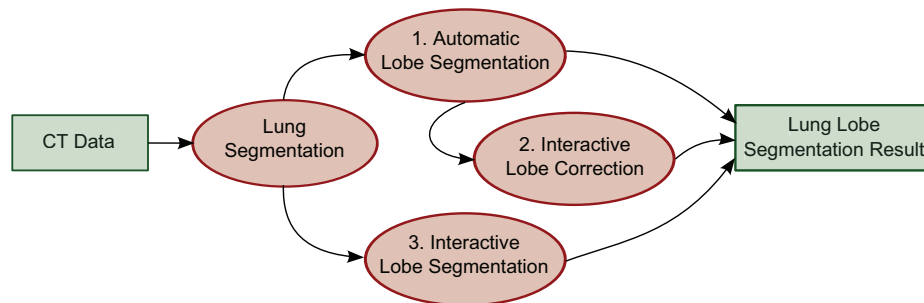 CT Data
Lung
Segmentation
1. Automatic
Lobe Segmentation
2. Interactive
Lobe Correction
3. Interactive
Lobe Segmentation
Lung Lobe
Segmentation Result